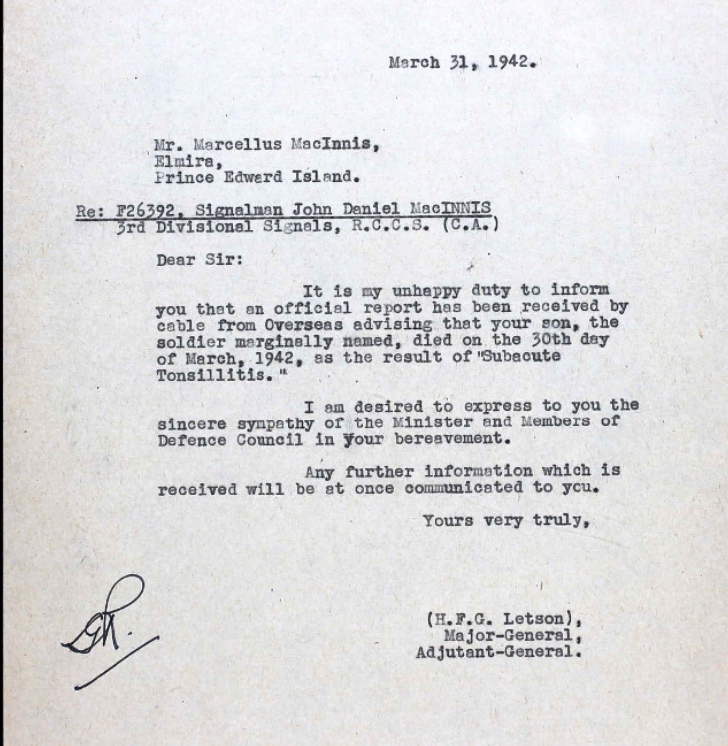 March 31, 1942.
Mr. Marcellus MacInnis,
Elmira,
Prince Edward Island.
Re: F26392, Signalman John Daniel MacINNIS
3rd Divisional Signals, R.C.C.S. (C.A.)
Dear Sir:
It is my unhappy duty to inform
you that an official report has been received by
cable from Overseas advising that your son, the
soldier marginally named, died on the 30th day
of March, 1942, as the result of "Subacute
Tonsillitis."
I am desired to express to you the
sincere sympathy of the Minister and Members of
Defence Council in your bereavement.
Any further information which is
received will be at once communicated to you.
Yours very truly,
(H.F.G. Letson),
Major-General,
Adjutant-General.